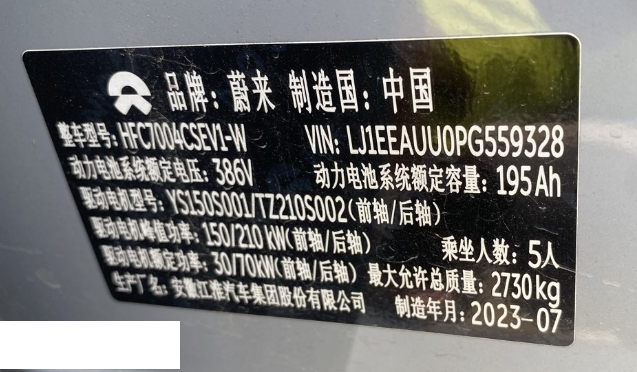 品牌: 蔚来 制造国: 中国
整车型号: HFC7004CSEV1-W VIN: LJ1EEAUU0PG559328
动力电池系统额定电压: 386V 动力电池系统额定容量: 195Ah
驱动电机型号: YS150S001/TZ210S002(前轴/后轴)
驱动电机峰值功率: 150/210kW(前轴/后轴) 乘坐人数: 5人
驱动电机额定功率: 30/70kW(前轴/后轴) 最大允许总质量: 2730kg
生产厂名: 安徽江淮汽车集团股份有限公司 制造年月: 2023-07